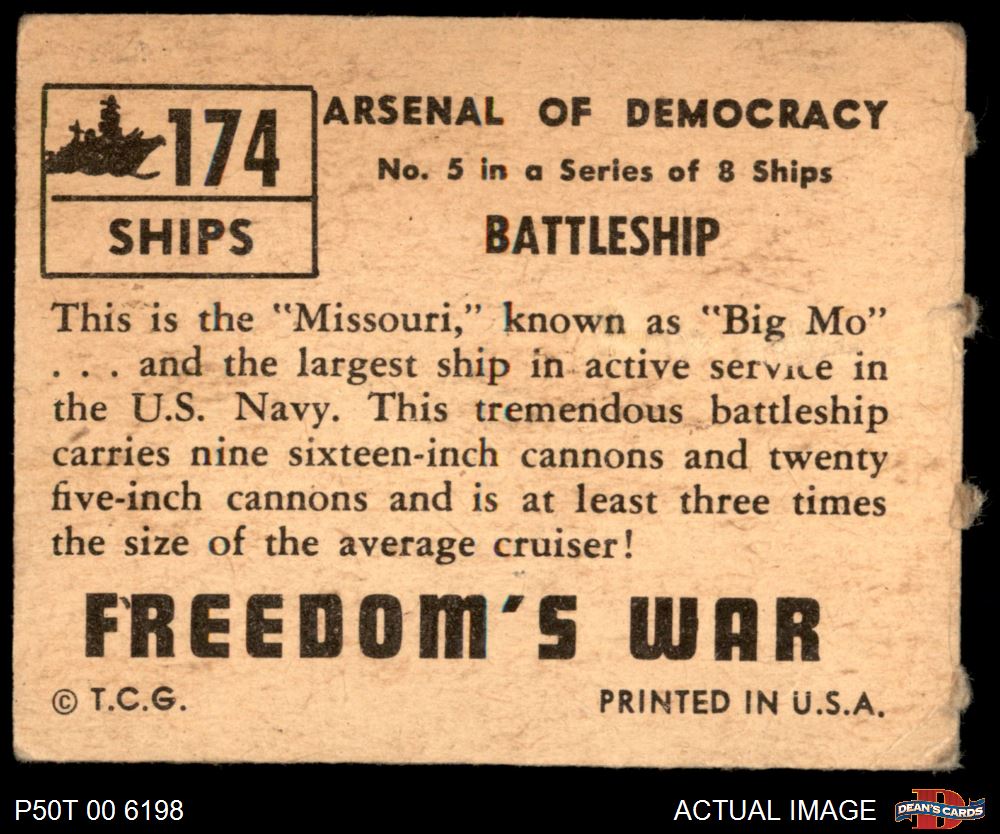 174
SHIPS
ARSENAL OF DEMOCRACY
No. 5 in a Series of 8 Ships
BATTLESHIP
This is the "Missouri," known as "Big Mo"
. . . and the largest ship in active service in
the U.S. Navy. This tremendous battleship
carries nine sixteen-inch cannons and twenty
five-inch cannons and is at least three times
the size of the average cruiser!
FREEDOM'S WAR
© T.C.G.
PRINTED IN U.S.A.
P50T 00 6198
ACTUAL IMAGE
D
DEAN'S CARDS